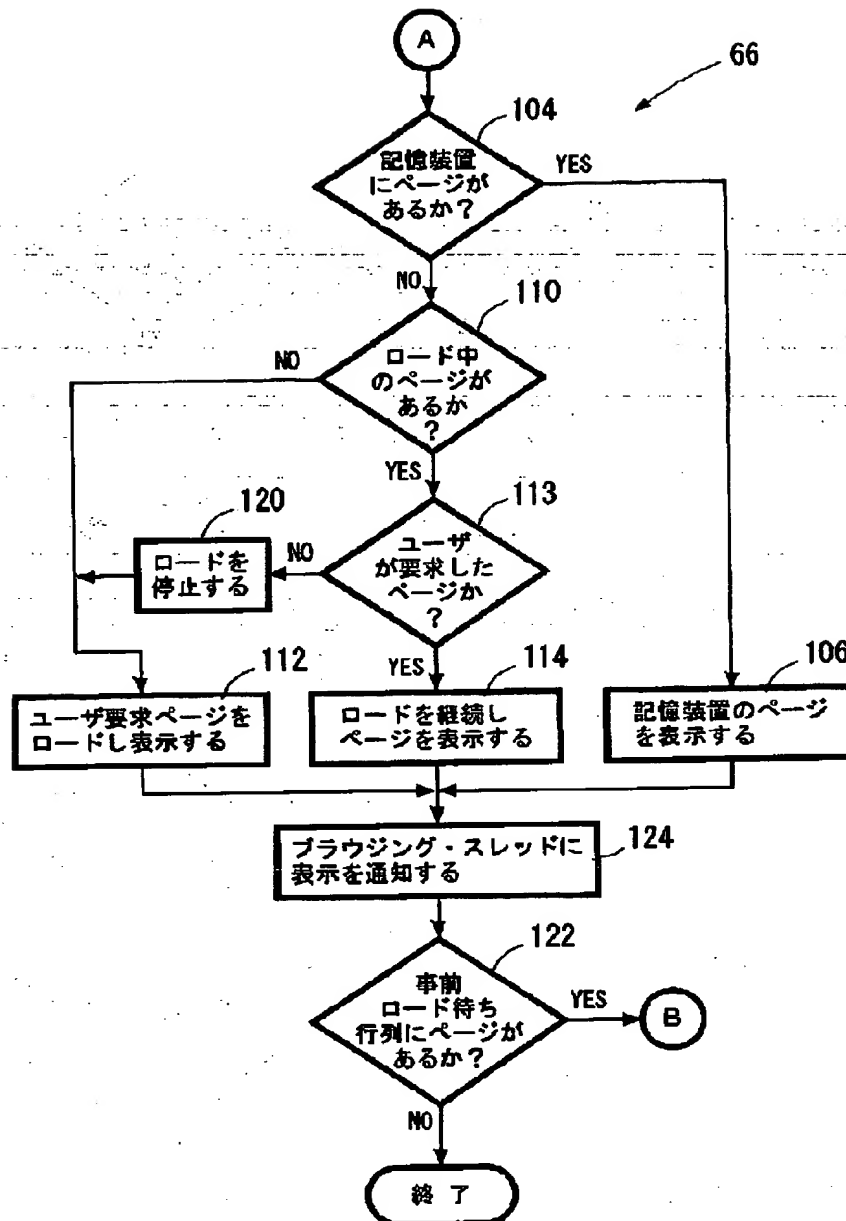 A
66
104
記憶装置
にページが
あるか？
YES
NO
110
ロード中
のページが
あるか
？
NO
YES
113
ユーザ
が要求した
ページか
？
NO
120
ロードを
停止する
YES
112
ユーザ要求ページを
ロードし表示する
114
ロードを継続し
ページを表示する
106
記憶装置のページ
を表示する
ブラウジング・スレッドに
表示を通知する
124
122
事前
ロード待ち
行列にページが
あるか？
YES
B
NO
終 了